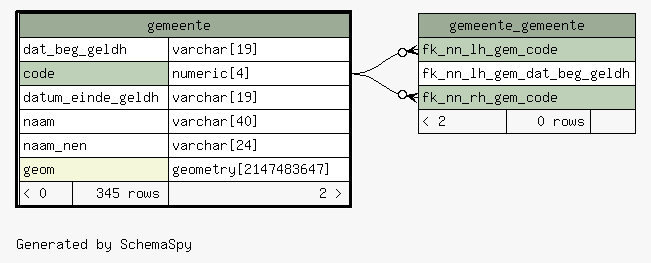 gemeente
dat_beg_geldh varchar[19]
code numeric[4]
datum_einde_geldh varchar[19]
naam varchar[40]
naam_nen varchar[24]
geom geometry[2147483647]
< 0 345 rows 2 >
gemeente_gemeente
fk_nn_lh_gem_code
fk_nn_lh_gem_dat_beg_geldh
fk_nn_rh_gem_code
< 2 0 rows
Generated by SchemaSpy